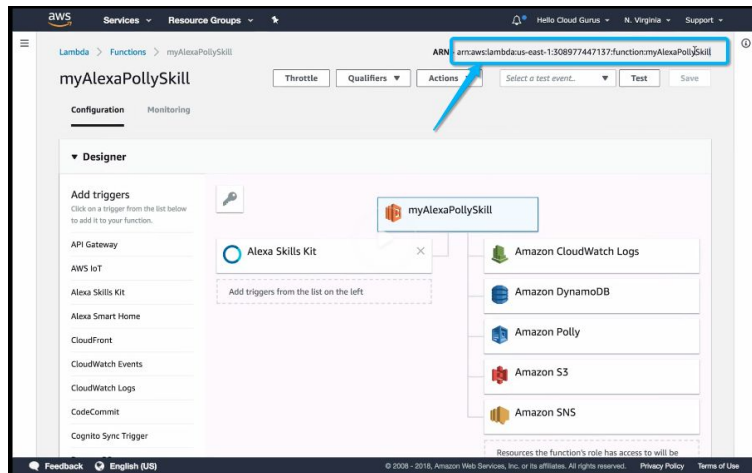 aws Services Resource Groups Hello Cloud Gurus N. Virginia Support
Lambda > Functions > myAlexaPollySkill ARN - arn:aws:lambda:us-east-1:308977447137:function:myAlexaPollySkill
myAlexaPollySkill Throttle Qualifiers Actions Select a test event.. Test Save
Configuration Monitoring
Designer
Add triggers
Click on a trigger from the list below
to add it to your function.
myAlexaPollySkill
API Gateway
AWS IoT
Alexa Skills Kit
Alexa Smart Home
CloudFront
CloudWatch Events
CloudWatch Logs
CodeCommit
Cognito Sync Trigger
Alexa Skills Kit
Add triggers from the list on the left
Amazon CloudWatch Logs
Amazon DynamoDB
Amazon Polly
Amazon S3
Amazon SNS
Resources the function's role has access to will be
Feedback English (US) © 2008 - 2018, Amazon Web Services, Inc. or its affiliates. All rights reserved. Privacy Policy Terms of Use